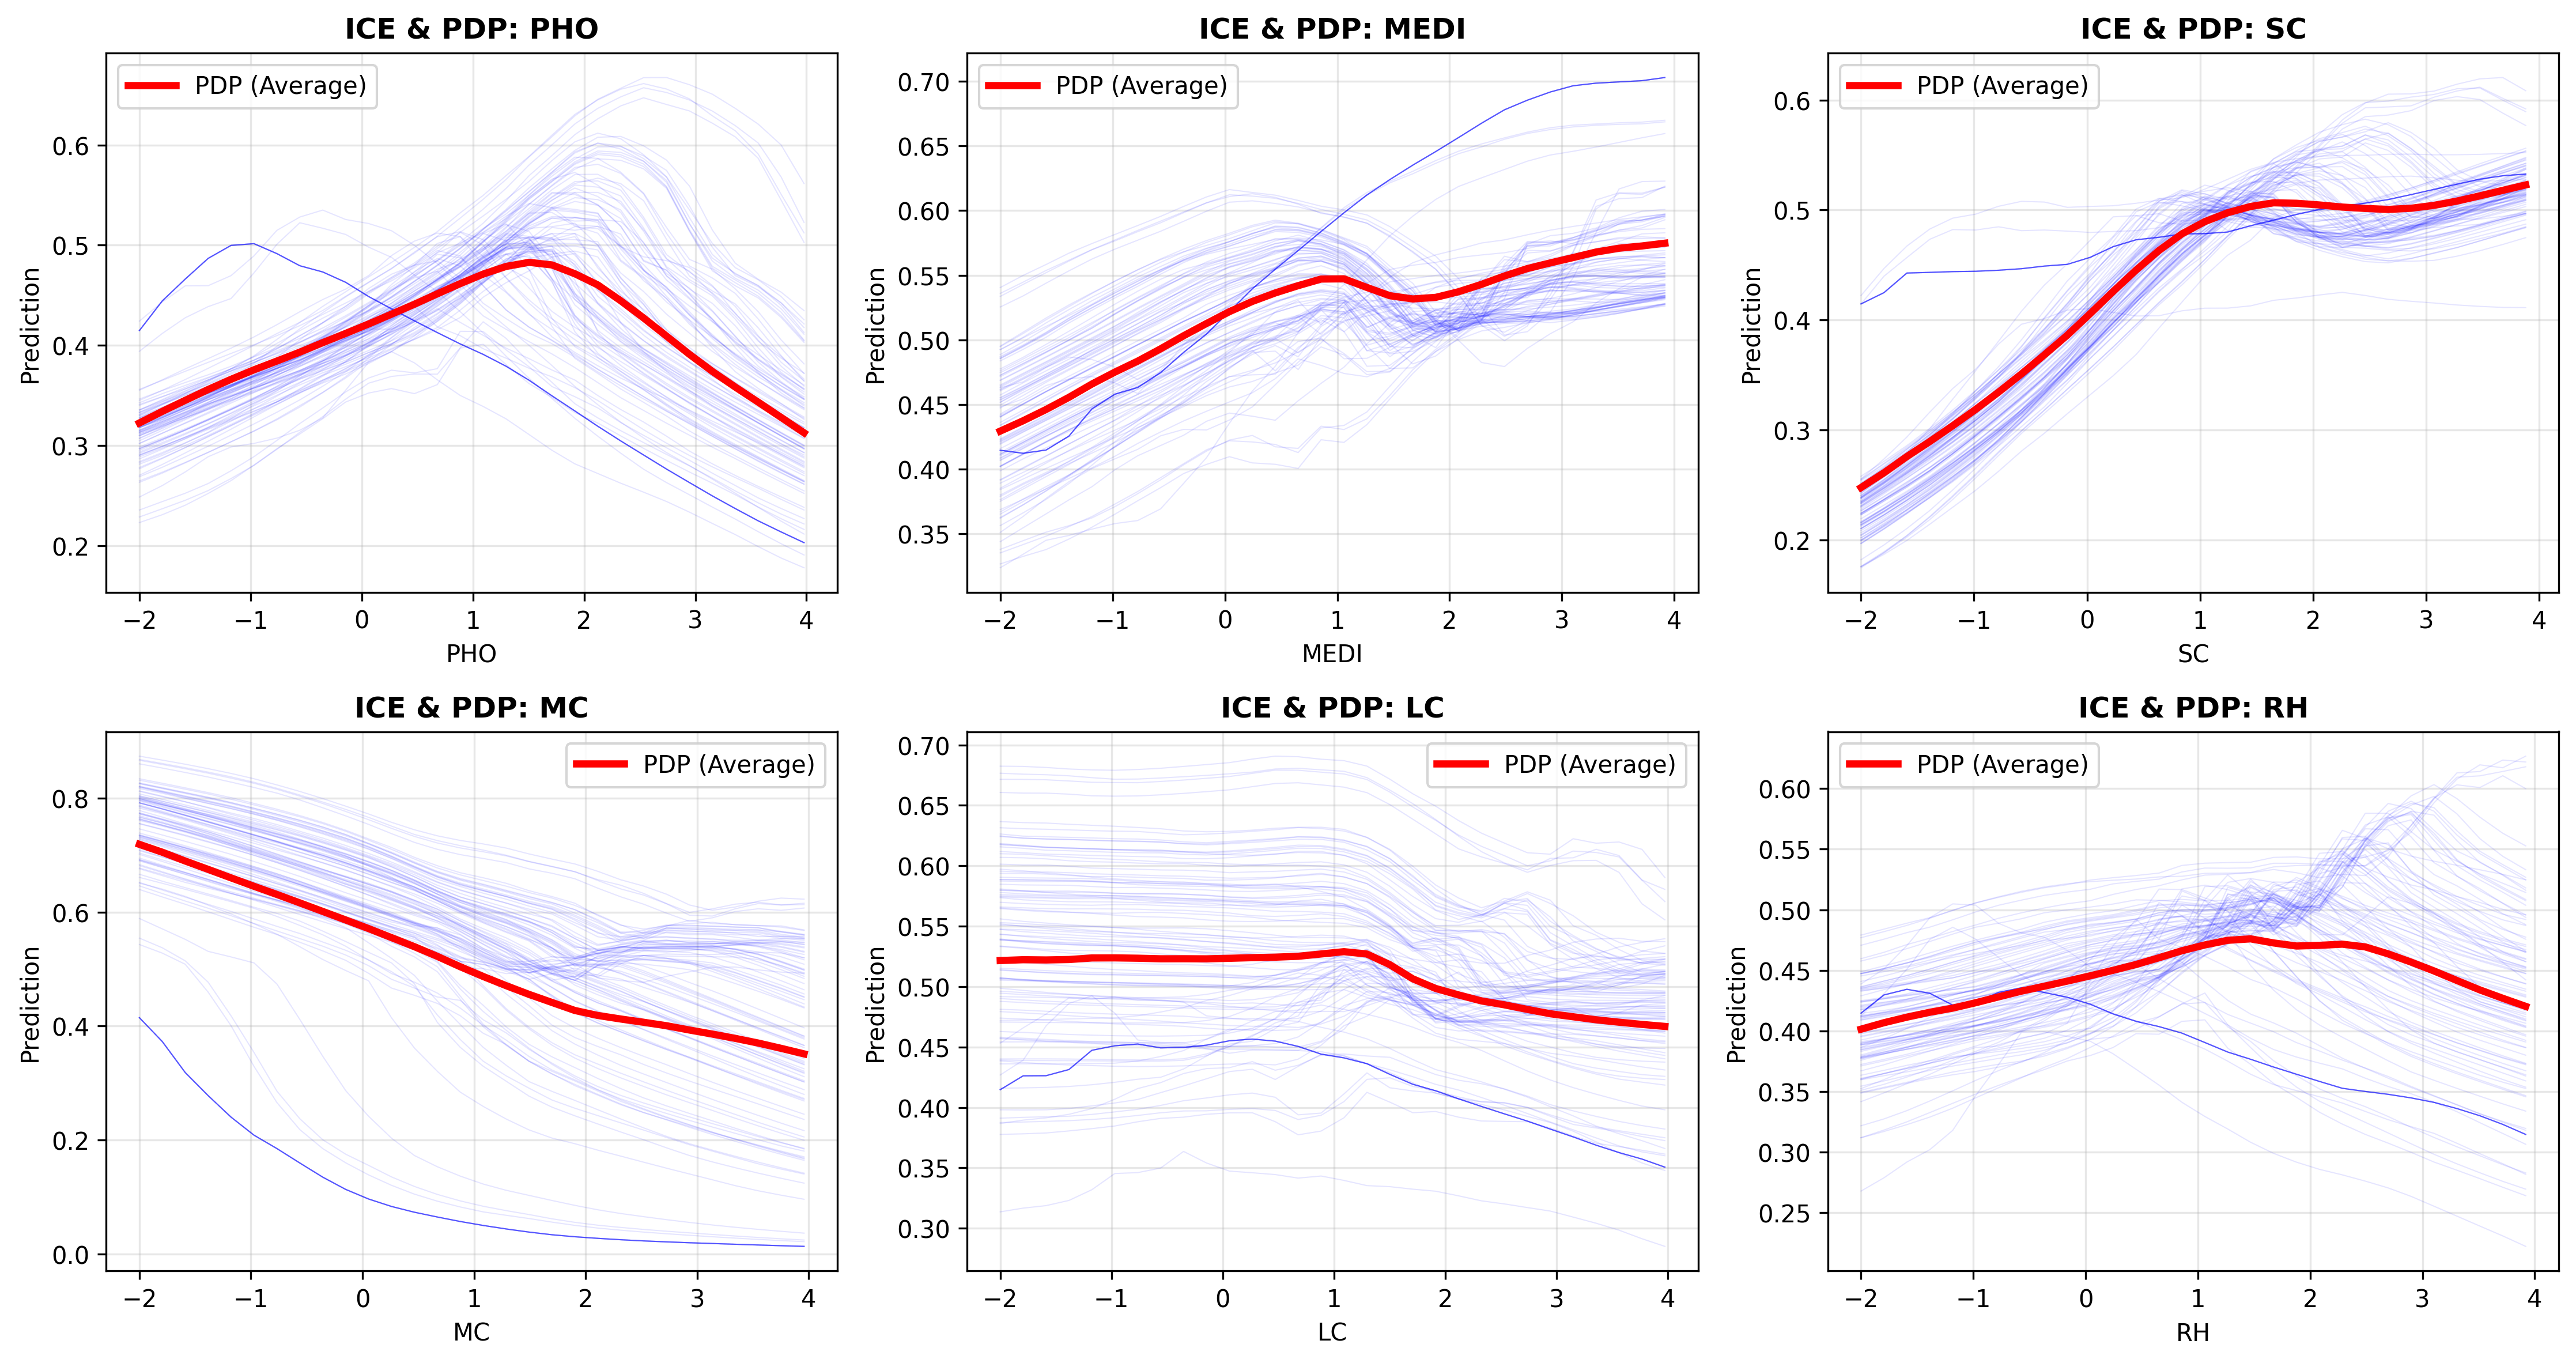 ICE & PDP: PHO
PDP (Average)
0.6
0.5
0.4
0.3
0.2
Prediction
−2 −1 0 1 2 3 4
PHO
ICE & PDP: MEDI
PDP (Average)
0.70
0.65
0.60
0.55
0.50
0.45
0.40
0.35
Prediction
−2 −1 0 1 2 3 4
MEDI
ICE & PDP: SC
PDP (Average)
0.6
0.5
0.4
0.3
0.2
Prediction
−2 −1 0 1 2 3 4
SC
ICE & PDP: MC
PDP (Average)
0.8
0.6
0.4
0.2
0.0
Prediction
−2 −1 0 1 2 3 4
MC
ICE & PDP: LC
PDP (Average)
0.70
0.65
0.60
0.55
0.50
0.45
0.40
0.35
0.30
Prediction
−2 −1 0 1 2 3 4
LC
ICE & PDP: RH
PDP (Average)
0.60
0.55
0.50
0.45
0.40
0.35
0.30
0.25
Prediction
−2 −1 0 1 2 3 4
RH